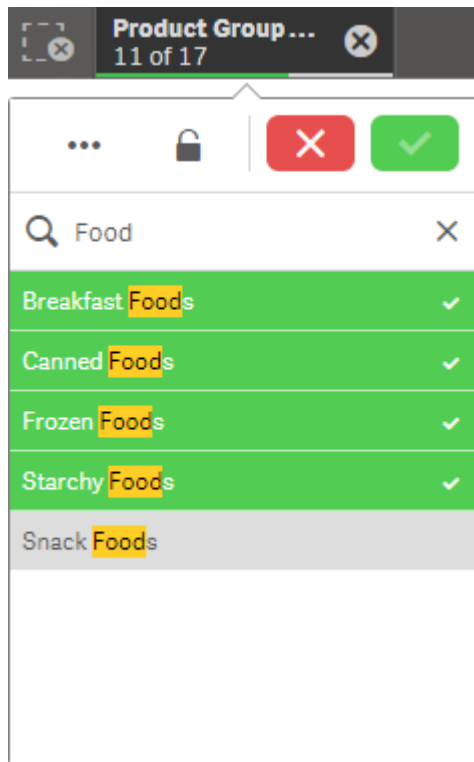 Product Group...
11 of 17
Food
Breakfast Foods
Canned Foods
Frozen Foods
Starchy Foods
Snack Foods